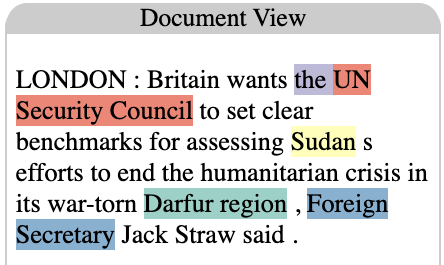 Document View
LONDON : Britain wants the UN
Security Council to set clear
benchmarks for assessing Sudan s
efforts to end the humanitarian crisis in
its war-torn Darfur region , Foreign
Secretary Jack Straw said .